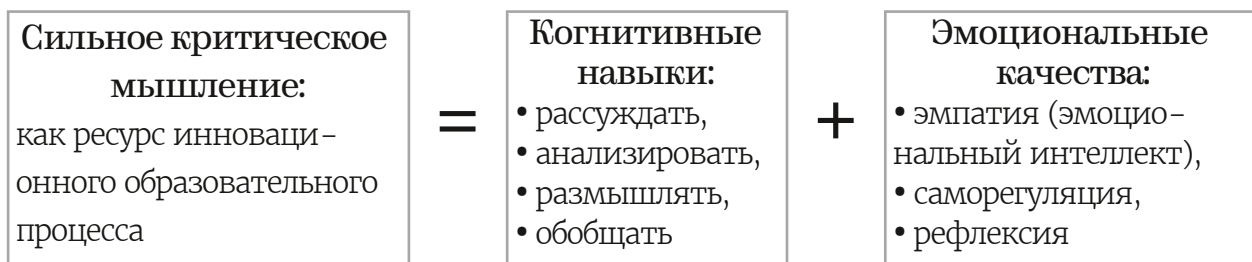 Сильное критическое
мышление:
как ресурс инноваци-
онного образовательного
процесса
=
Когнитивные
навыки:
• рассуждать,
• анализировать,
• размышлять,
• обобщать
+
Эмоциональные
качества:
• эмпатия (эмоцио-
нальный интеллект),
• саморегуляция,
• рефлексия